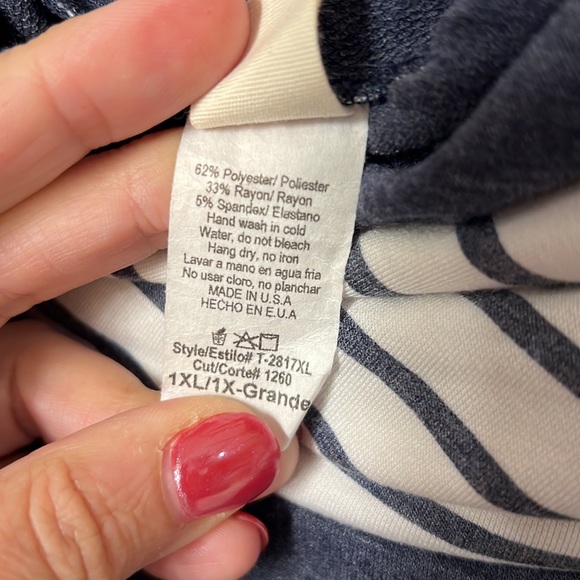 62% Polyester/ Poliester
33% Rayon/ Rayon
5% Spandex/ Elastano
Hand wash in cold
Water, do not bleach
Hang dry, no iron
Lavar a mano en agua fria
No usar cloro, no planchar
MADE IN U.S.A
HECHO EN E.U.A
Style/Estilo# T-2817XL
Cut/Corte# 1260
1XL/1X-Grande